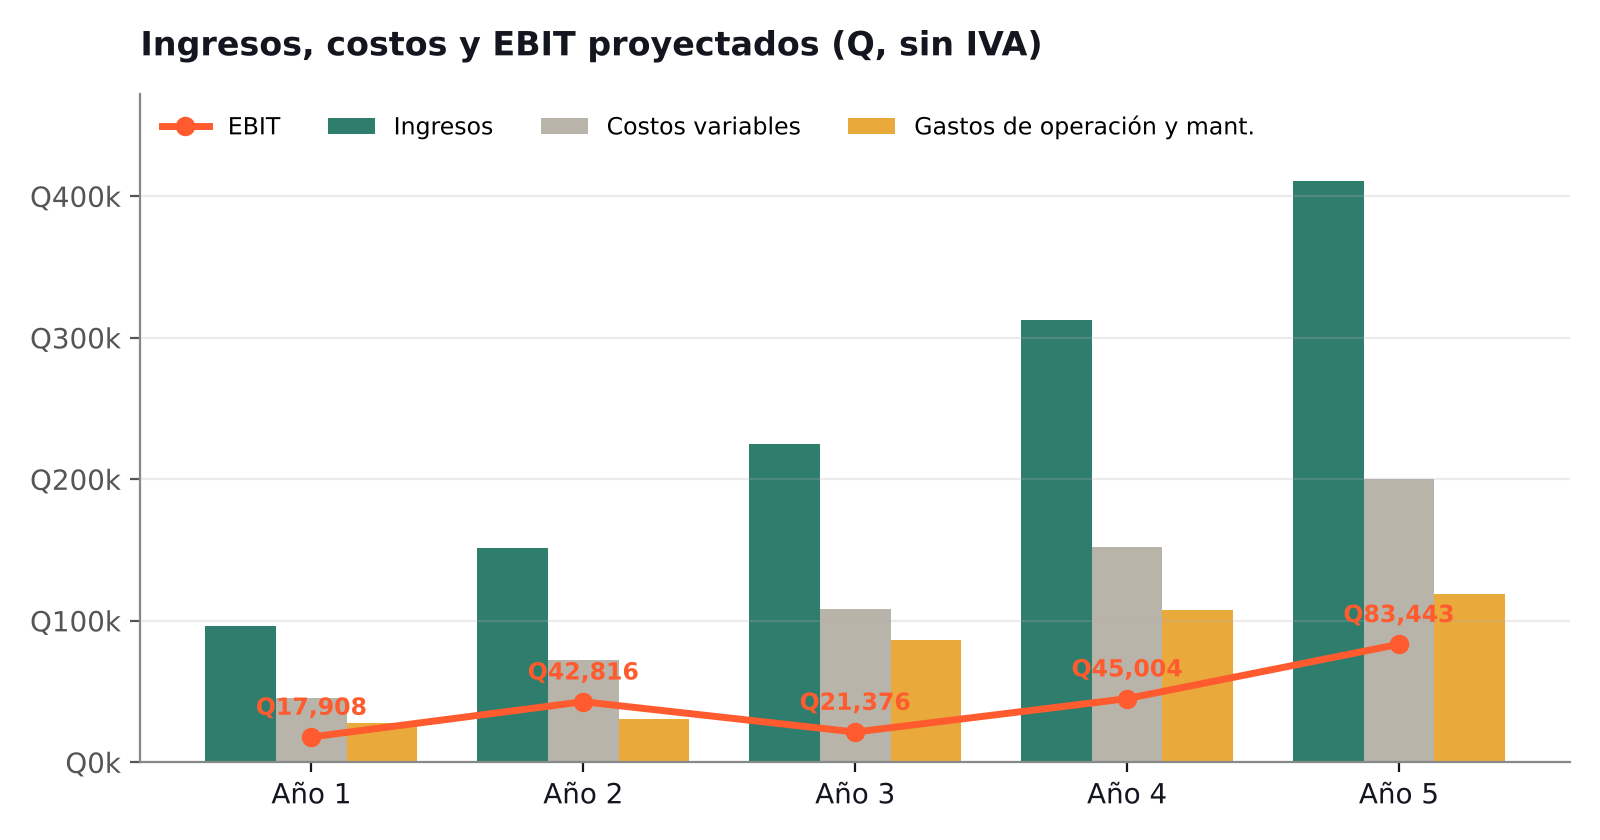 Ingresos, costos y EBIT proyectados (Q, sin IVA)
EBIT Ingresos Costos variables Gastos de operación y mant.
Q400k
Q300k
Q200k
Q100k
Q0k
Q17,908
Q42,816
Q21,376
Q45,004
Q83,443
Año 1 Año 2 Año 3 Año 4 Año 5